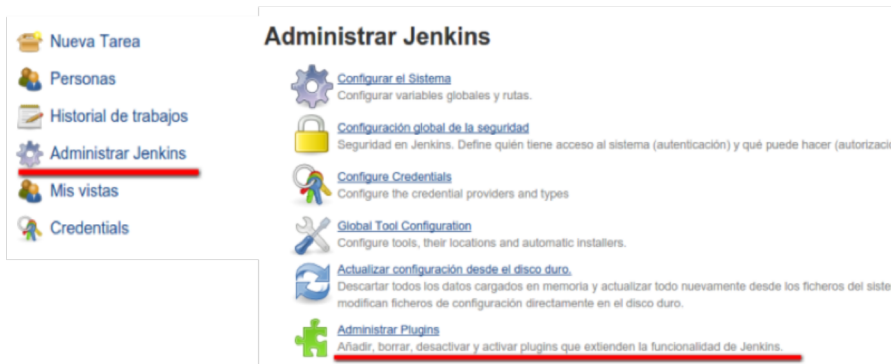 Nueva Tarea
Personas
Historial de trabajos
Administrar Jenkins
Mis vistas
Credentials
Administrar Jenkins
Configurar el Sistema
Configurar variables globales y rutas.
Configuración global de la seguridad
Seguridad en Jenkins. Define quién tiene acceso al sistema (autenticación) y qué puede hacer (autorizació
Configure Credentials
Configure the credential providers and types
Global Tool Configuration
Configure tools, their locations and automatic installers.
Actualizar configuración desde el disco duro.
Descartar todos los datos cargados en memoria y actualizar todo nuevamente desde los ficheros del siste
modifican ficheros de configuración directamente en el disco duro.
Administrar Plugins
Añadir, borrar, desactivar y activar plugins que extienden la funcionalidad de Jenkins.